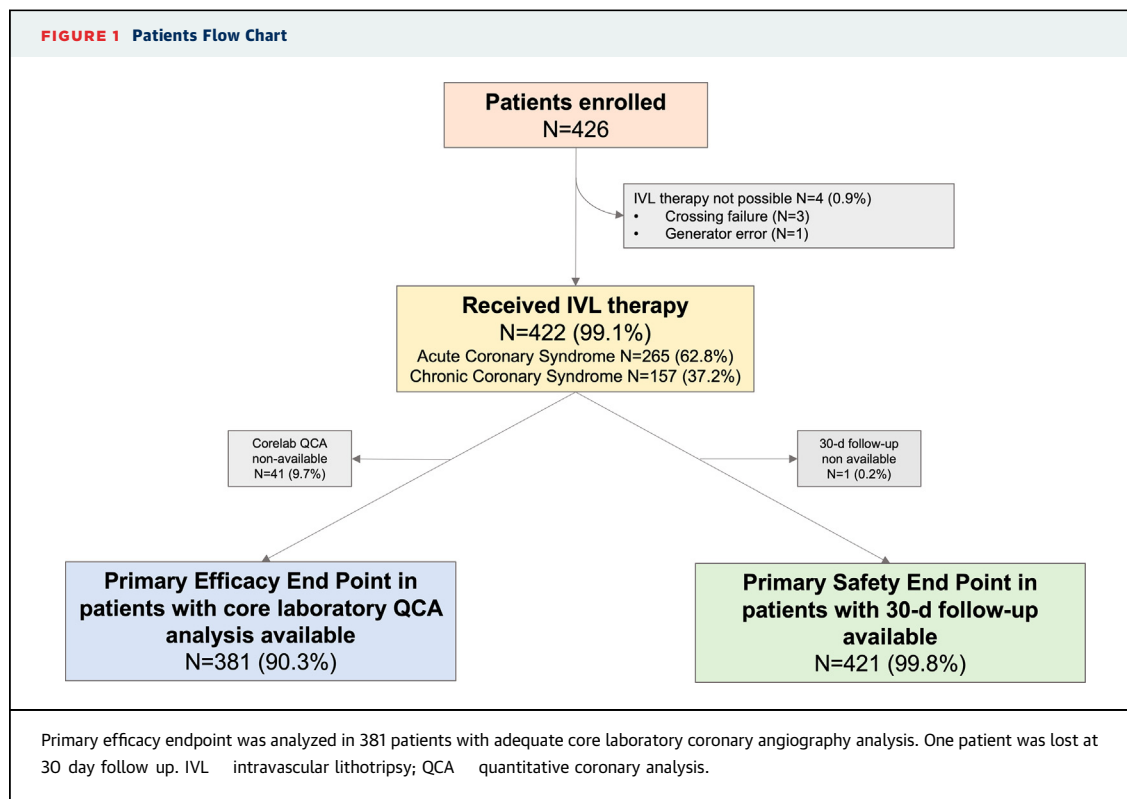 FIGURE 1 Patients Flow Chart
Patients enrolled
N=426
IVL therapy not possible N=4 (0.9%)
• Crossing failure (N=3)
• Generator error (N=1)
Received IVL therapy
N=422 (99.1%)
Acute Coronary Syndrome N=265 (62.8%)
Chronic Coronary Syndrome N=157 (37.2%)
Corelab QCA
non-available
N=41 (9.7%)
30-d follow-up
non available
N=1 (0.2%)
Primary Efficacy End Point in
patients with core laboratory QCA
analysis available
N=381 (90.3%)
Primary Safety End Point in
patients with 30-d follow-up
available
N=421 (99.8%)
Primary efficacy endpoint was analyzed in 381 patients with adequate core laboratory coronary angiography analysis. One patient was lost at
30 day follow up. IVL intravascular lithotripsy; QCA quantitative coronary analysis.